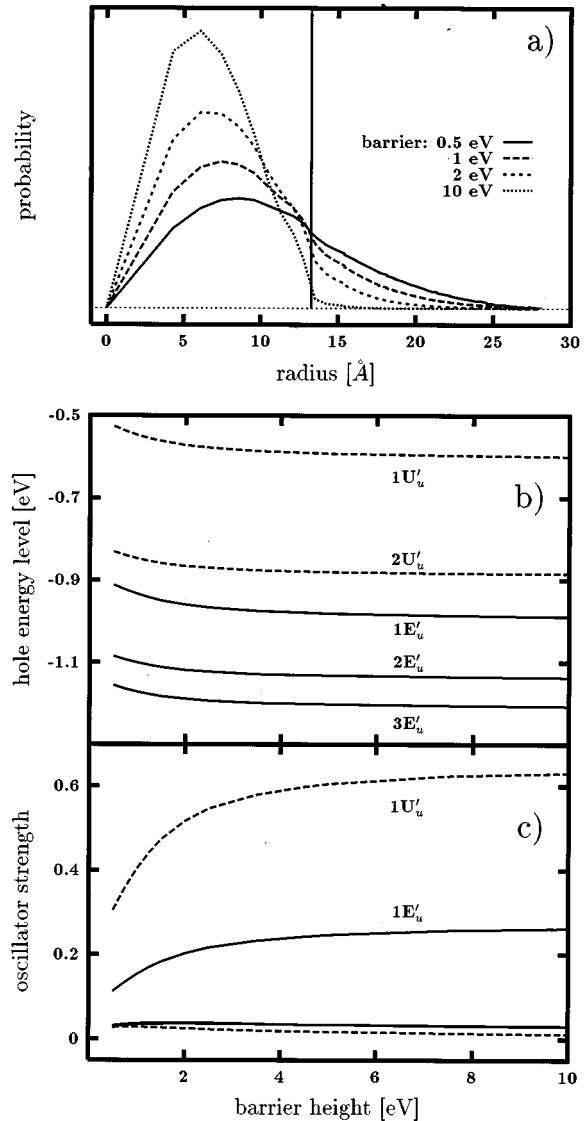 a)
probability
barrier: 0.5 eV
1 eV
2 eV
10 eV
0 5 10 15 20 25 30
radius [Å]
-0.5
-0.7
-0.9
-1.1
hole energy level [eV]
b)
1U′u
2U′u
1E′u
2E′u
3E′u
0.6
0.4
0.2
0
oscillator strength
c)
1U′u
1E′u
2 4 6 8 10
barrier height [eV]